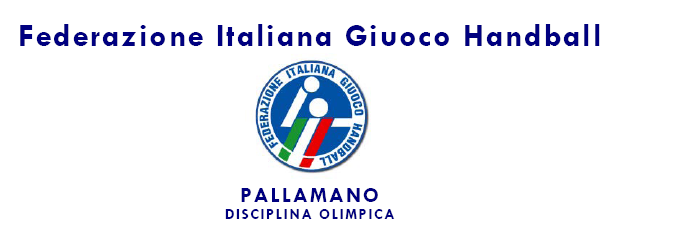 Federazione Italiana Giuoco Handball
FEDERAZIONE ITALIANA GIUOCO HANDBALL
PALLAMANO
DISCIPLINA OLIMPICA